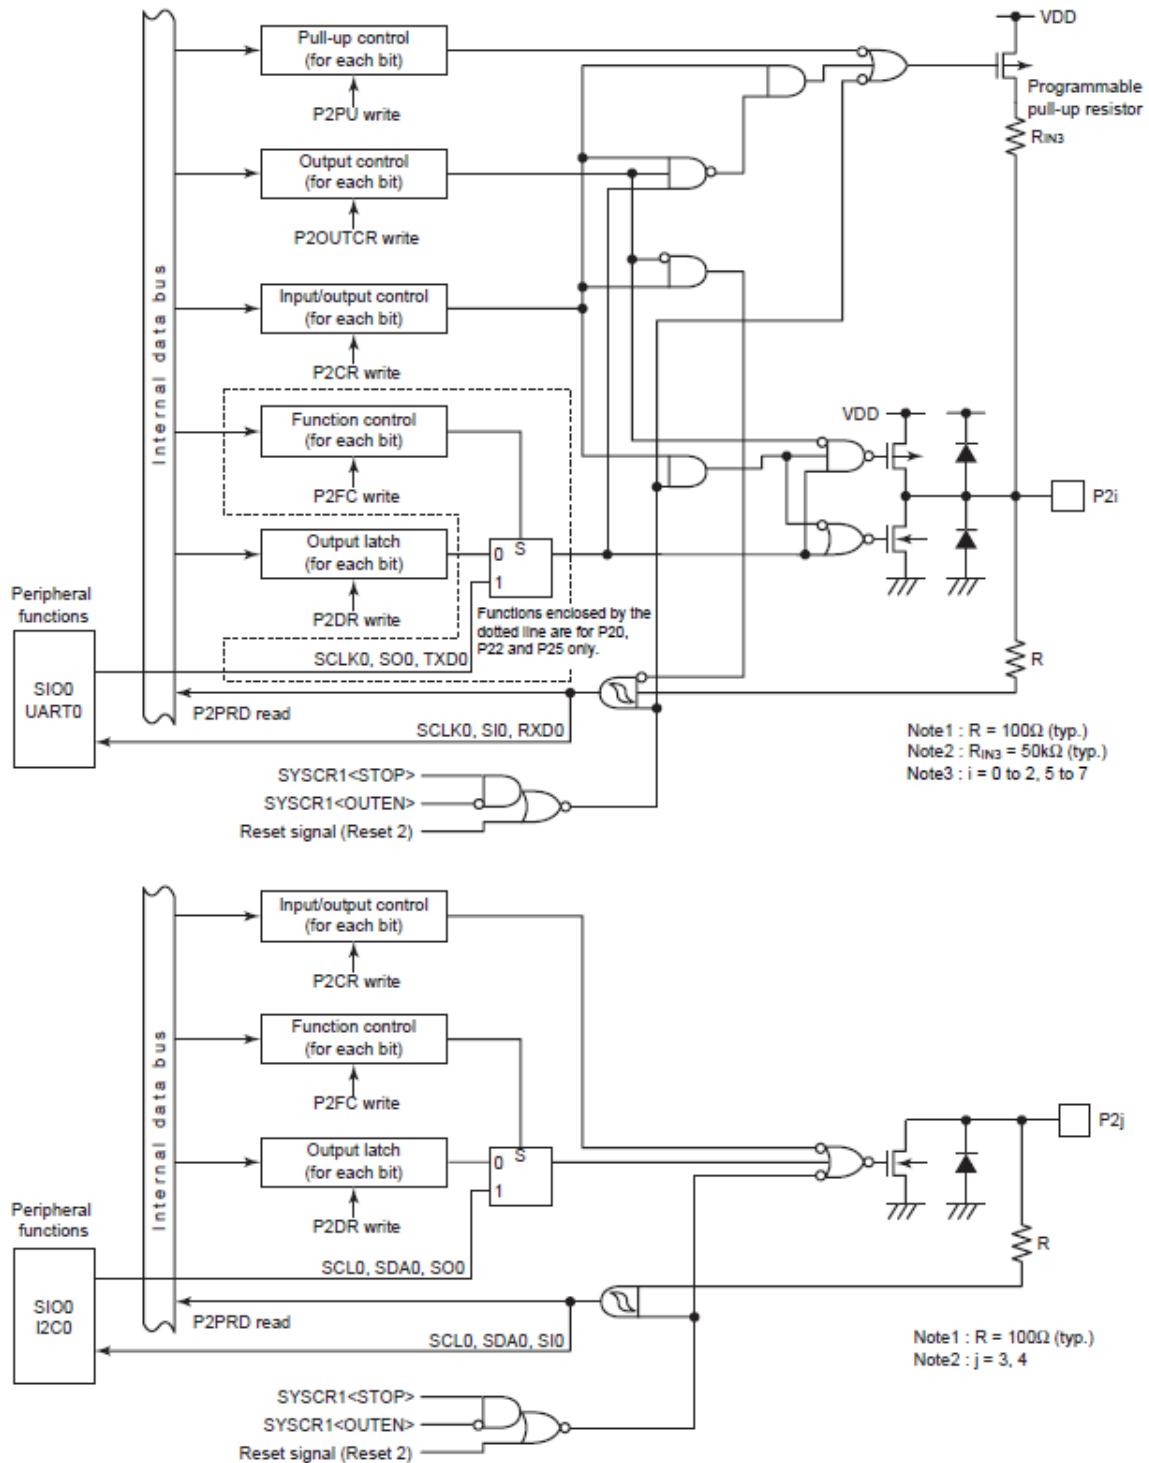 Pull-up control
(for each bit)
P2PU write
VDD
Programmable
pull-up resistor
RIN3
Output control
(for each bit)
P2OUTCR write
Internal data bus
Input/output control
(for each bit)
P2CR write
Function control
(for each bit)
P2FC write
VDD
P2i
Output latch
(for each bit)
P2DR write
0 S
1
Functions enclosed by the
dotted line are for P20,
P22 and P25 only.
Peripheral
functions
SIO0
UART0
SCLK0, SO0, TXD0
R
P2PRD read
SCLK0, SI0, RXD0
Note1 : R = 100Ω (typ.)
Note2 : RIN3 = 50kΩ (typ.)
Note3 : i = 0 to 2, 5 to 7
SYSCR1<STOP>
SYSCR1<OUTEN>
Reset signal (Reset 2)
Input/output control
(for each bit)
P2CR write
Internal data bus
Function control
(for each bit)
P2FC write
P2j
Output latch
(for each bit)
P2DR write
0 S
1
Peripheral
functions
SIO0
I2C0
SCL0, SDA0, SO0
R
P2PRD read
SCL0, SDA0, SI0
Note1 : R = 100Ω (typ.)
Note2 : j = 3, 4
SYSCR1<STOP>
SYSCR1<OUTEN>
Reset signal (Reset 2)